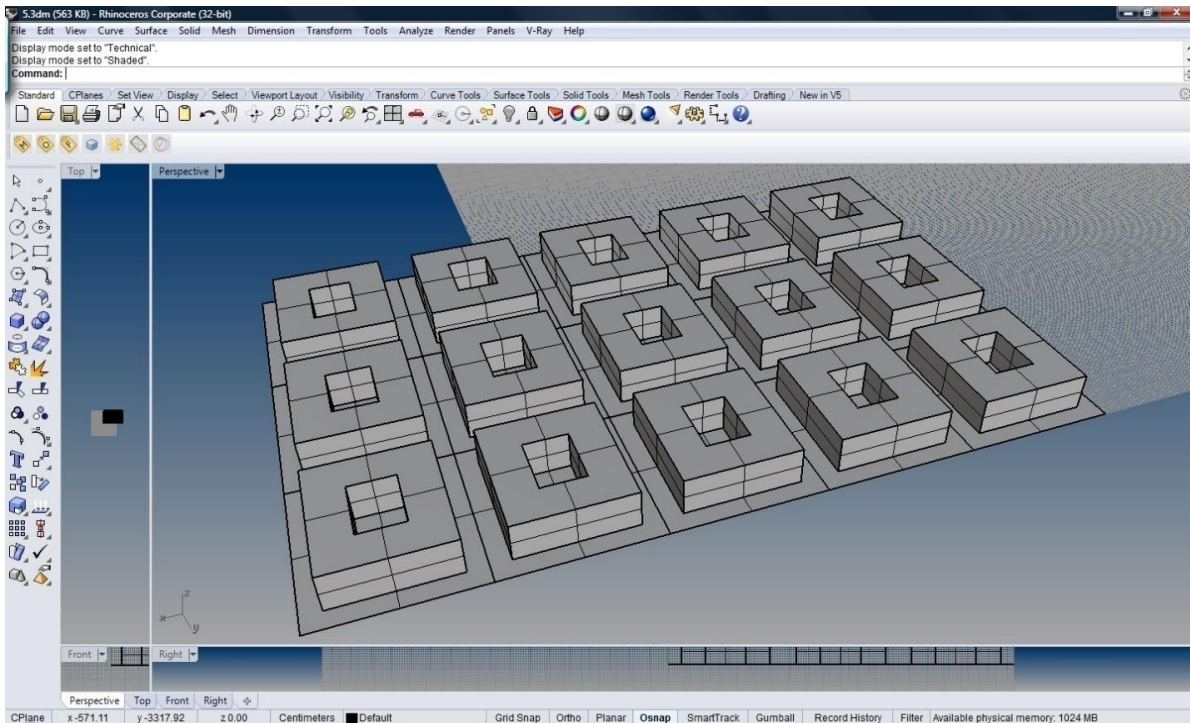 5.3dm (563 KB) - Rhinoceros Corporate (32-bit)
File Edit View Curve Surface Solid Mesh Dimension Transform Tools Analyze Render Panels V-Ray Help
Display mode set to "Technical".
Display mode set to "Shaded".
Command:
Standard CPlanes Set View Display Select Viewport Layout Visibility Transform Curve Tools Surface Tools Solid Tools Mesh Tools Render Tools Drafting New in V5
Top Perspective
z
x
y
Front Right
Perspective Top Front Right
CPlane x -571.11 y -3317.92 z 0.00 Centimeters Default Grid Snap Ortho Planar Osnap SmartTrack Gumball Record History Filter Available physical memory: 1024 MB